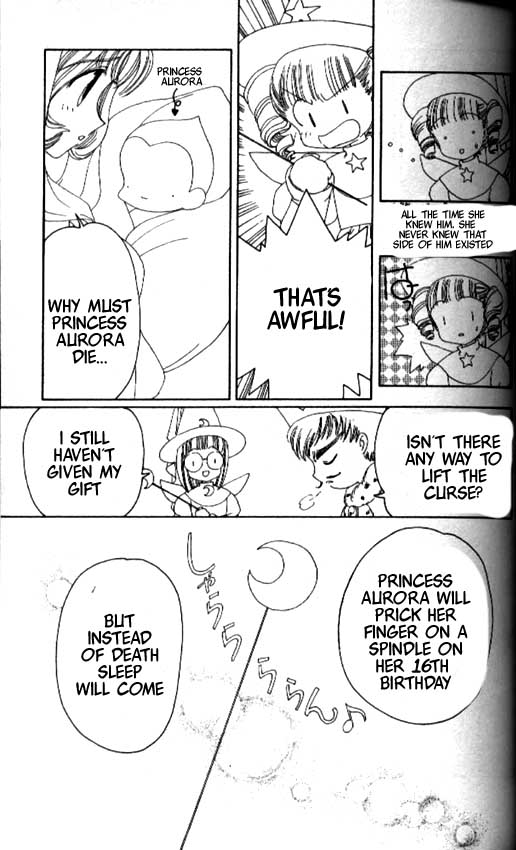 ALL THE TIME SHE
KNEW HIM. SHE
NEVER KNEW THAT
SIDE OF HIM EXISTED
THATS
AWFUL!
PRINCESS
AURORA
WHY MUST
PRINCESS
AURORA
DIE...
ISN'T THERE
ANY WAY TO
LIFT THE
CURSE?
I STILL
HAVEN'T
GIVEN MY
GIFT
PRINCESS
AURORA WILL
PRICK HER
FINGER ON A
SPINDLE ON
HER 16TH
BIRTHDAY
しゃらららららん♪
BUT
INSTEAD
OF DEATH
SLEEP
WILL COME